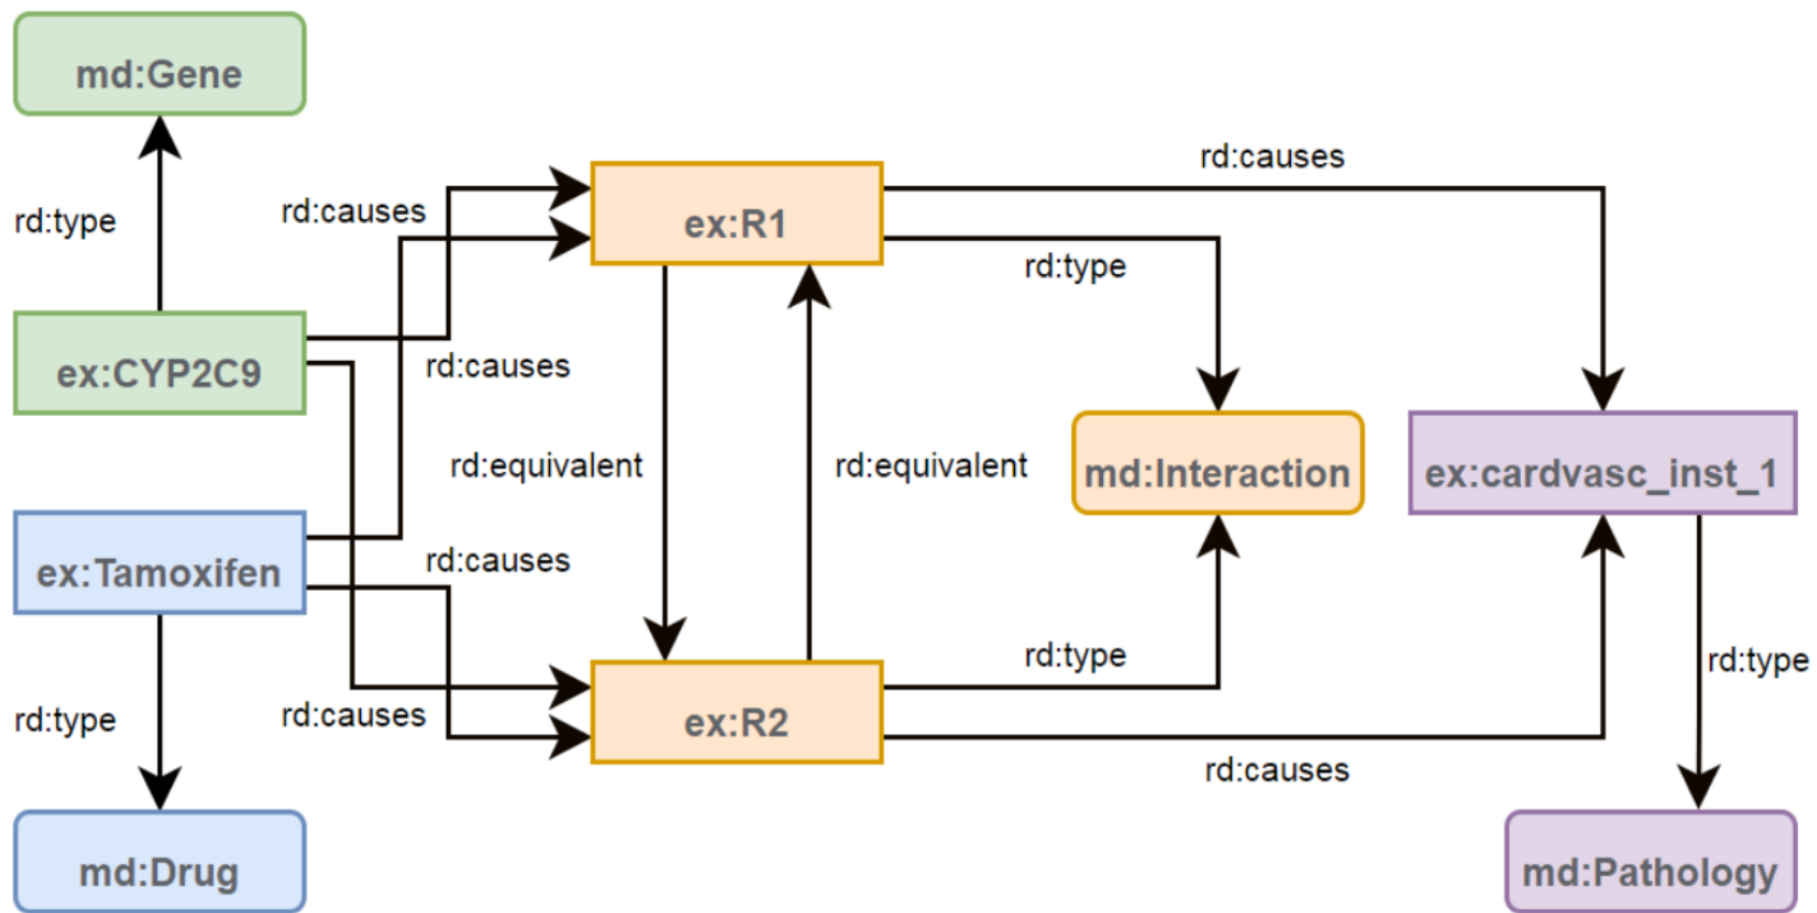 md:Gene
rd:causes
rd:causes
ex:R1
rd:type
rd:type
ex:CYP2C9
rd:causes
rd:equivalent
rd:equivalent
md:Interaction
ex:cardvasc_inst_1
ex:Tamoxifen
rd:causes
rd:type
rd:type
rd:type
rd:causes
ex:R2
rd:causes
md:Drug
md:Pathology